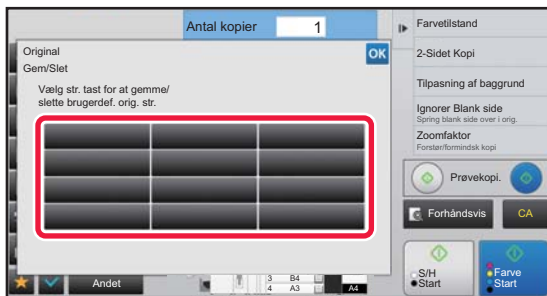 Antal kopier 1
Original
OK
Gem/Slet
Vælg str. tast for at gemme/
slette brugerdef. orig. str.
Farvetilstand
2-Sidet Kopi
Tilpasning af baggrund
Ignorer Blank side
Spring blank side over i orig.
Zoomfaktor
Forstør/formindsk kopi
Prøvekopi.
Forhåndsvis
CA
Andet
3 B4
4 A3
A4
S/H
Start
Farve
Start